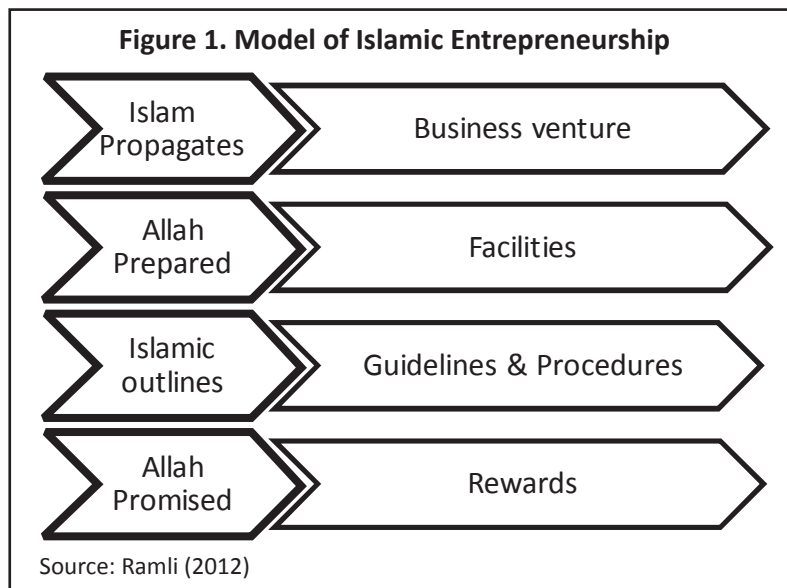 Figure 1. Model of Islamic Entrepreneurship
Islam
Propagates
Business venture
Allah
Prepared
Facilities
Islamic
outlines
Guidelines & Procedures
Allah
Promised
Rewards
Source: Ramli (2012)